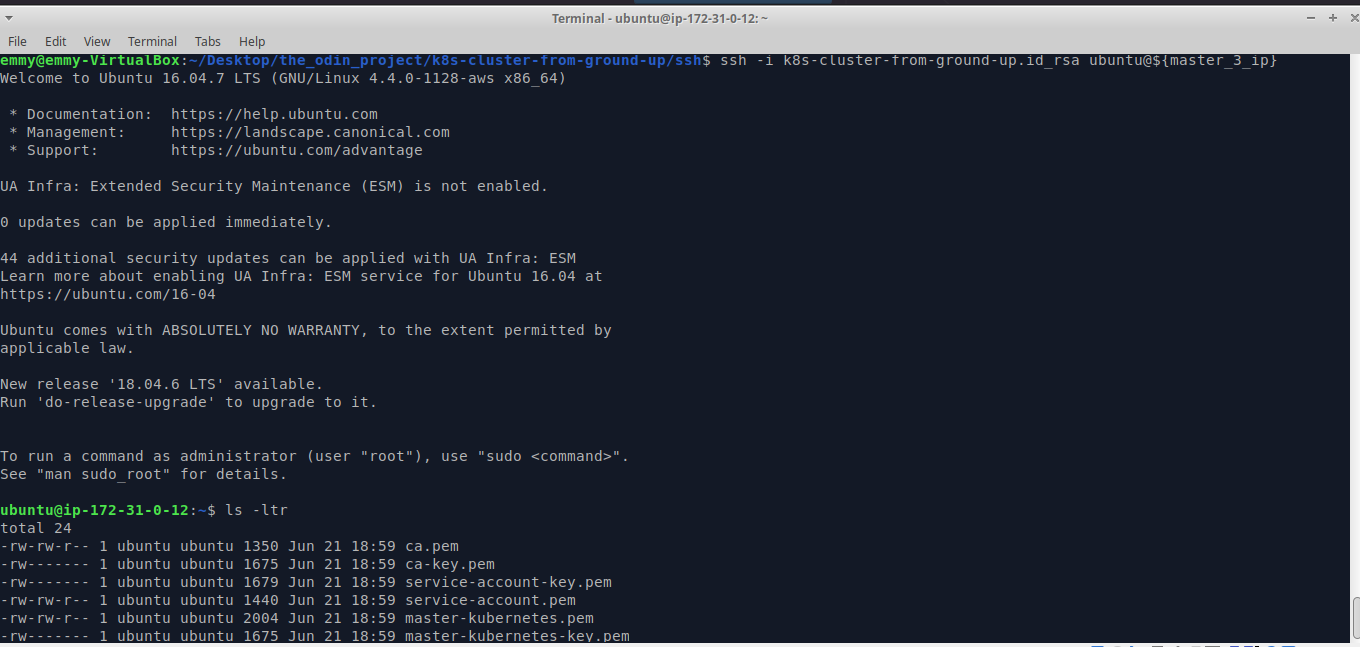 Terminal - ubuntu@ip-172-31-0-12: ~
File Edit View Terminal Tabs Help
emmy@emmy-VirtualBox:~/Desktop/the_odin_project/k8s-cluster-from-ground-up/ssh$ ssh -i k8s-cluster-from-ground-up.id_rsa ubuntu@${master_3_ip}
Welcome to Ubuntu 16.04.7 LTS (GNU/Linux 4.4.0-1128-aws x86_64)
* Documentation:  https://help.ubuntu.com
* Management:     https://landscape.canonical.com
* Support:        https://ubuntu.com/advantage
UA Infra: Extended Security Maintenance (ESM) is not enabled.
0 updates can be applied immediately.
44 additional security updates can be applied with UA Infra: ESM
Learn more about enabling UA Infra: ESM service for Ubuntu 16.04 at
https://ubuntu.com/16-04
Ubuntu comes with ABSOLUTELY NO WARRANTY, to the extent permitted by
applicable law.
New release '18.04.6 LTS' available.
Run 'do-release-upgrade' to upgrade to it.
To run a command as administrator (user "root"), use "sudo <command>".
See "man sudo_root" for details.
ubuntu@ip-172-31-0-12:~$ ls -ltr
total 24
-rw-rw-r-- 1 ubuntu ubuntu 1350 Jun 21 18:59 ca.pem
-rw------- 1 ubuntu ubuntu 1675 Jun 21 18:59 ca-key.pem
-rw------- 1 ubuntu ubuntu 1679 Jun 21 18:59 service-account-key.pem
-rw-rw-r-- 1 ubuntu ubuntu 1440 Jun 21 18:59 service-account.pem
-rw-rw-r-- 1 ubuntu ubuntu 2004 Jun 21 18:59 master-kubernetes.pem
-rw------- 1 ubuntu ubuntu 1675 Jun 21 18:59 master-kubernetes-key.pem